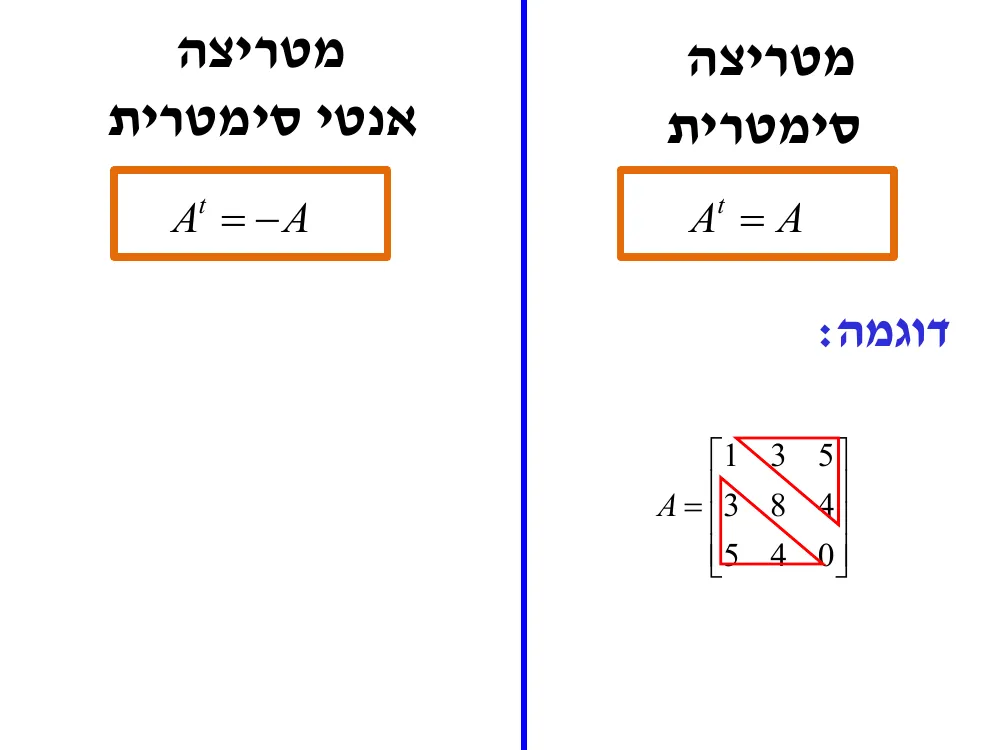 מטריצה
סימטרית
A^t = A
דוגמה:
A = [1 3 5
3 8 4
5 4 0]
מטריצה
אנטי סימטרית
A^t = -A